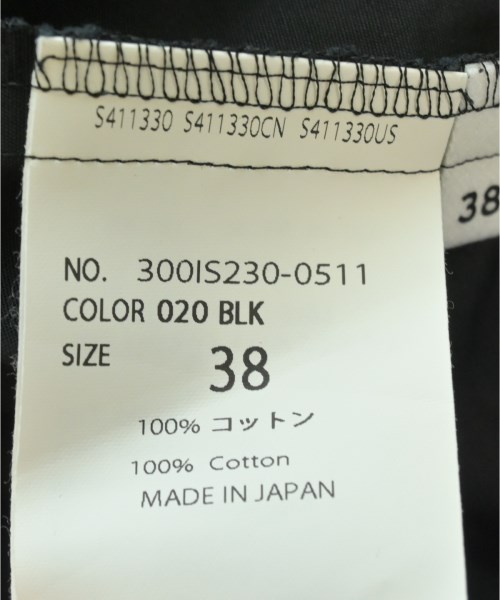 S411330 S411330CN S411330US
38
NO. 300IS230-0511
COLOR 020 BLK
SIZE 38
100% コットン
100% Cotton
MADE IN JAPAN